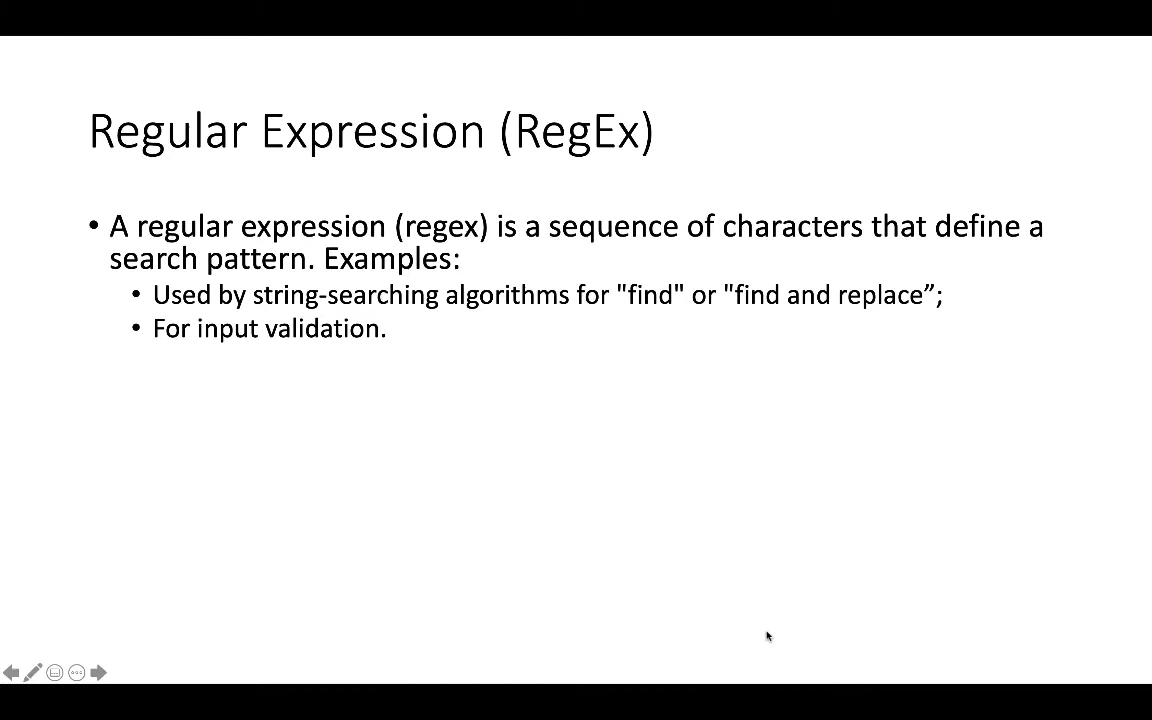 Regular Expression (RegEx)
• A regular expression (regex) is a sequence of characters that define a
search pattern. Examples:
• Used by string-searching algorithms for "find" or "find and replace”;
• For input validation.